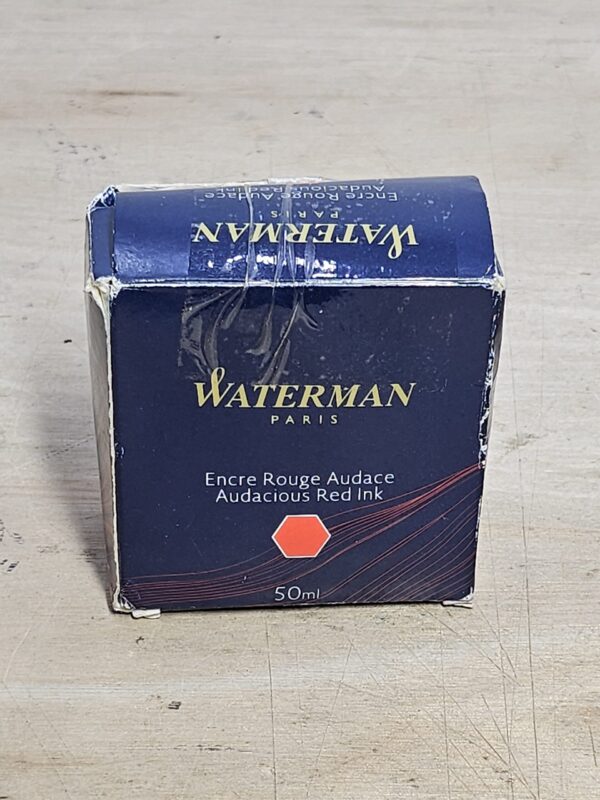 Encre Rouge Audace
Audacious Red Ink
PARIS
WATERMAN
WATERMAN
PARIS
Encre Rouge Audace
Audacious Red Ink
50ml